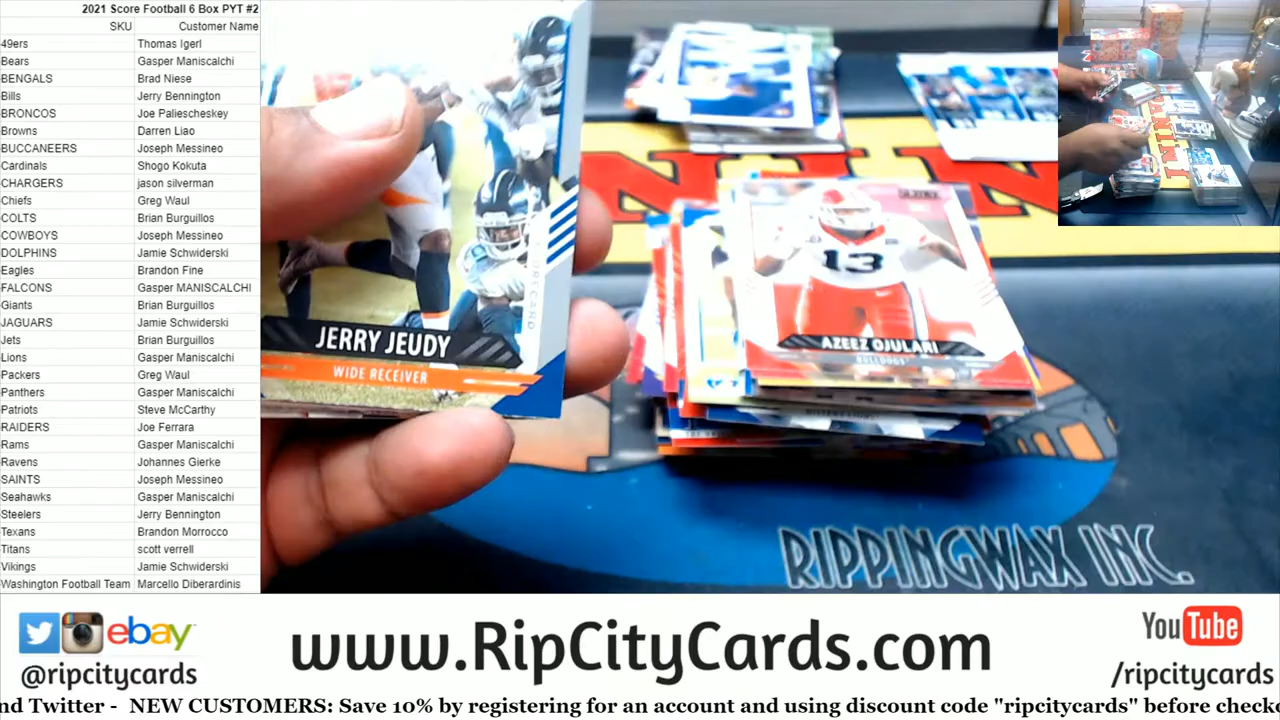 2021 Score Football 6 Box PYT #2
SKU Customer Name
49ers Thomas Igerl
Bears Gasper Maniscalchi
BENGALS Brad Niese
Bills Jerry Bennington
BRONCOS Joe Paliescheskey
Browns Darren Liao
BUCCANEERS Joseph Messineo
Cardinals Shogo Kokuta
CHARGERS jason silverman
Chiefs Greg Waul
COLTS Brian Burguillos
COWBOYS Joseph Messineo
DOLPHINS Jamie Schwiderski
Eagles Brandon Fine
FALCONS Gasper MANISCALCHI
Giants Brian Burguillos
JAGUARS Jamie Schwiderski
Jets Brian Burguillos
Lions Gasper Maniscalchi
Packers Greg Waul
Panthers Gasper Maniscalchi
Patriots Steve McCarthy
RAIDERS Joe Ferrara
Rams Gasper Maniscalchi
Ravens Johannes Gierke
SAINTS Joseph Messineo
Seahawks Gasper Maniscalchi
Steelers Jerry Bennington
Texans Brandon Morrocco
Titans scott verrell
Vikings Jamie Schwiderski
Washington Football Team Marcello Diberardinis
JERRY JEUDY
WIDE RECEIVER
13
AZEEZ OJULARI
BULLDOGS
PANINI
RIPPINGWAX INC.
ebay
@ripcitycards
www.RipCityCards.com
YouTube
/ripcitycards
nd Twitter - NEW CUSTOMERS: Save 10% by registering for an account and using discount code "ripcitycards" before checko